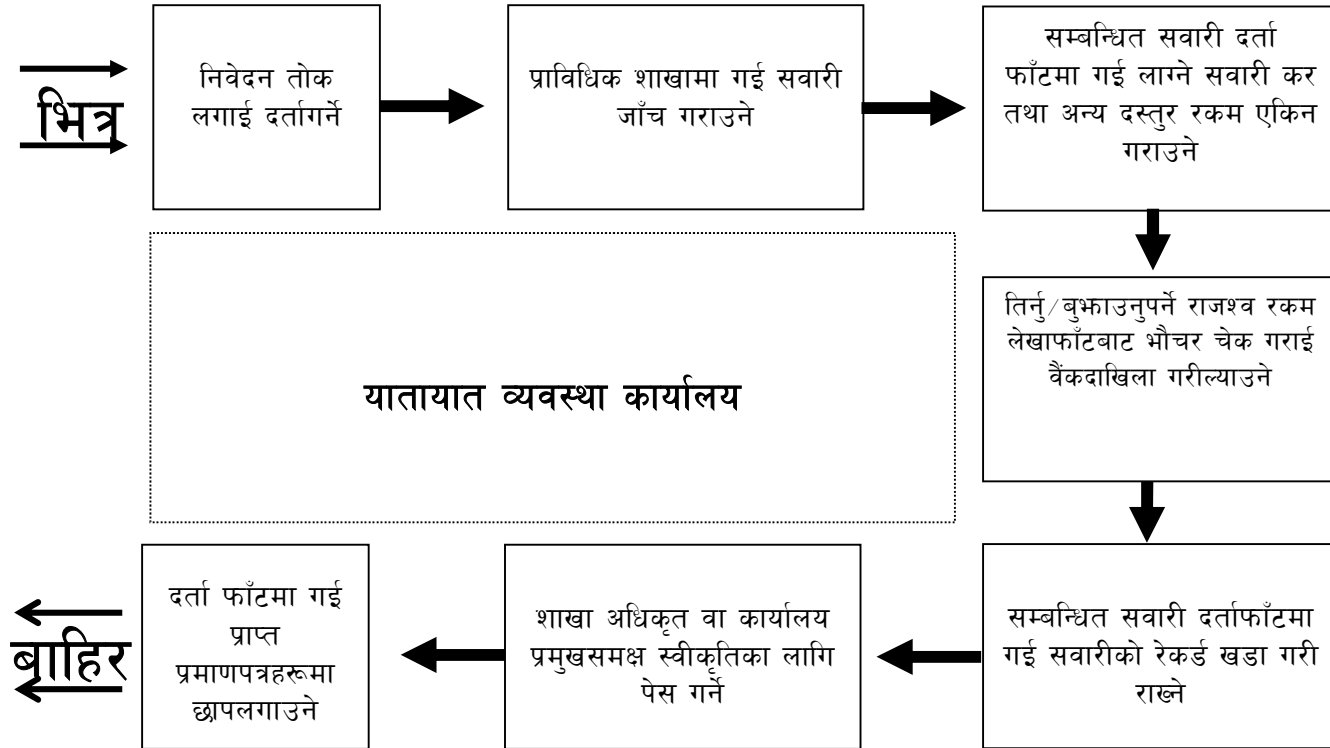 भित्र
निवेदन तोक
लगाई दर्तागर्ने
प्राविधिक शाखामा गई सवारी
जाँच गराउने
सम्बन्धित सवारी दर्ता
फाँटमा गई लाग्ने सवारी कर
तथा अन्य दस्तुर रकम एकिन
गराउने
तिर्नु/बुझाउनुपर्ने राजश्व रकम
लेखाफाँटबाट भौचर चेक गराई
वैंकदाखिला गरील्याउने
यातायात व्यवस्था कार्यालय
सम्बन्धित सवारी दर्ताफाँटमा
गई सवारीको रेकर्ड खडा गरी
राख्ने
शाखा अधिकृत वा कार्यालय
प्रमुखसमक्ष स्वीकृतिका लागि
पेस गर्ने
दर्ता फाँटमा गई
प्राप्त
प्रमाणपत्रहरूमा
छापलगाउने
बाहिर